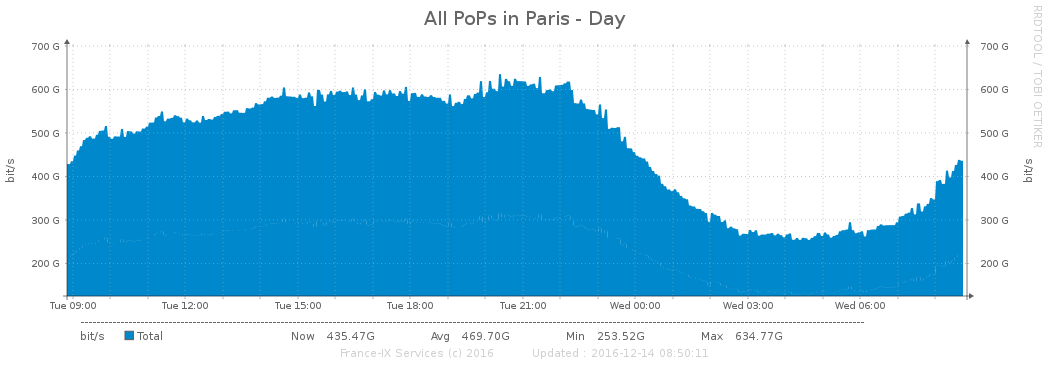 All PoPs in Paris - Day
RRDTOOL / TOBI OETIKER
700 G 700 G
600 G 600 G
500 G 500 G
400 G 400 G
300 G 300 G
200 G 200 G
bit/s bit/s
Tue 09:00 Tue 12:00 Tue 15:00 Tue 18:00 Tue 21:00 Wed 00:00 Wed 03:00 Wed 06:00
bit/s Total Now 435.47G Avg 469.70G Min 253.52G Max 634.77G
France-IX Services (c) 2016 Updated : 2016-12-14 08:50:11